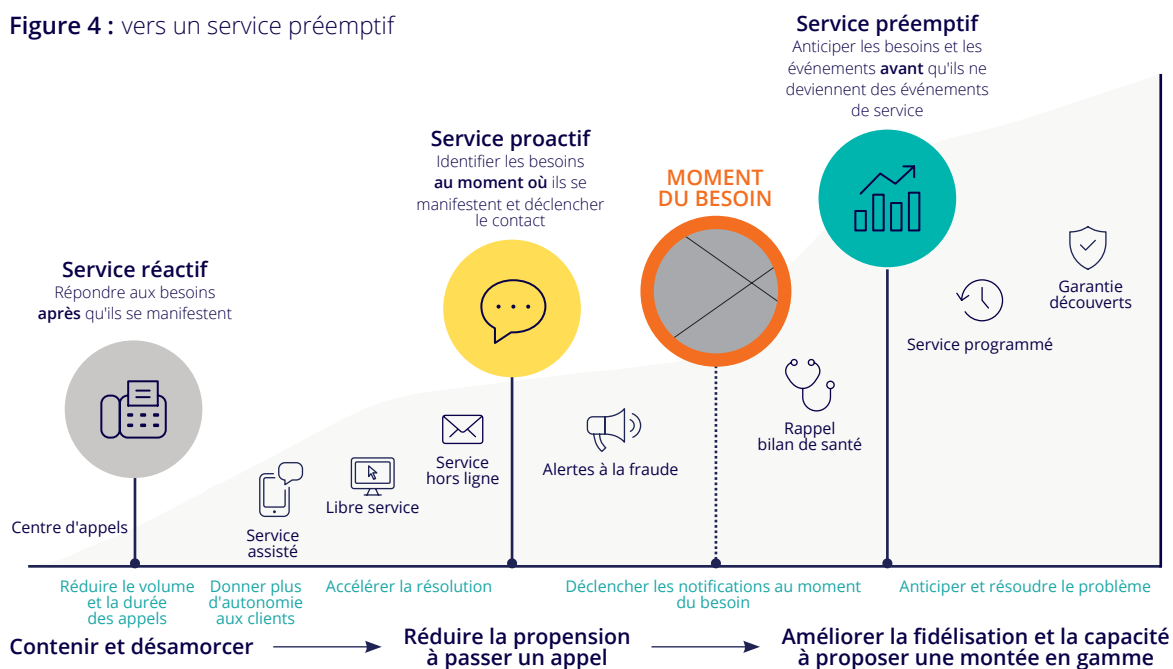 Figure 4 : vers un service préemptif
Service préemptif
Anticiper les besoins et les
événements avant qu'ils ne
deviennent des événements
de service
Service proactif
Identifier les besoins
au moment où ils se
manifestent et déclencher
le contact
MOMENT
DU BESOIN
Service réactif
Répondre aux besoins
après qu'ils se manifestent
Garantie
découverts
Service programmé
Rappel
bilan de santé
Alertes à la fraude
Service
hors ligne
Libre service
Service
assisté
Centre d'appels
Réduire le volume
et la durée
des appels
Donner plus
d'autonomie
aux clients
Accélérer la résolution
Déclencher les notifications au moment
du besoin
Anticiper et résoudre le problème
Contenir et désamorcer
Réduire la propension
à passer un appel
Améliorer la fidélisation et la capacité
à proposer une montée en gamme